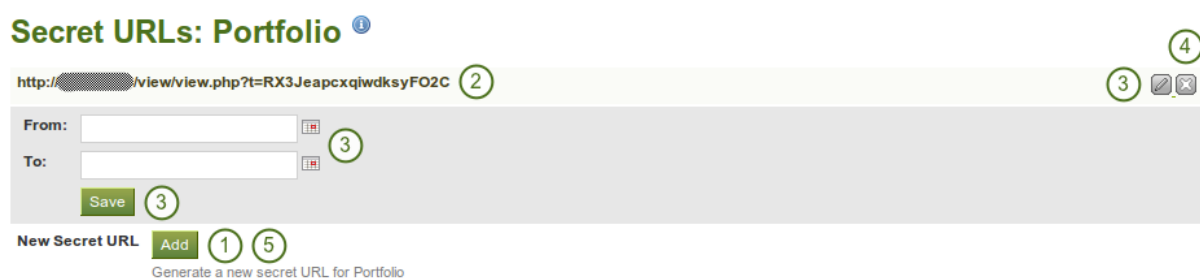 Secret URLs: Portfolio
4
http:// /view/view.php?t=RX3JeapcxqiwdksyFO2C 2 3
From:
3
To:
Save 3
New Secret URL Add 1 5
Generate a new secret URL for Portfolio